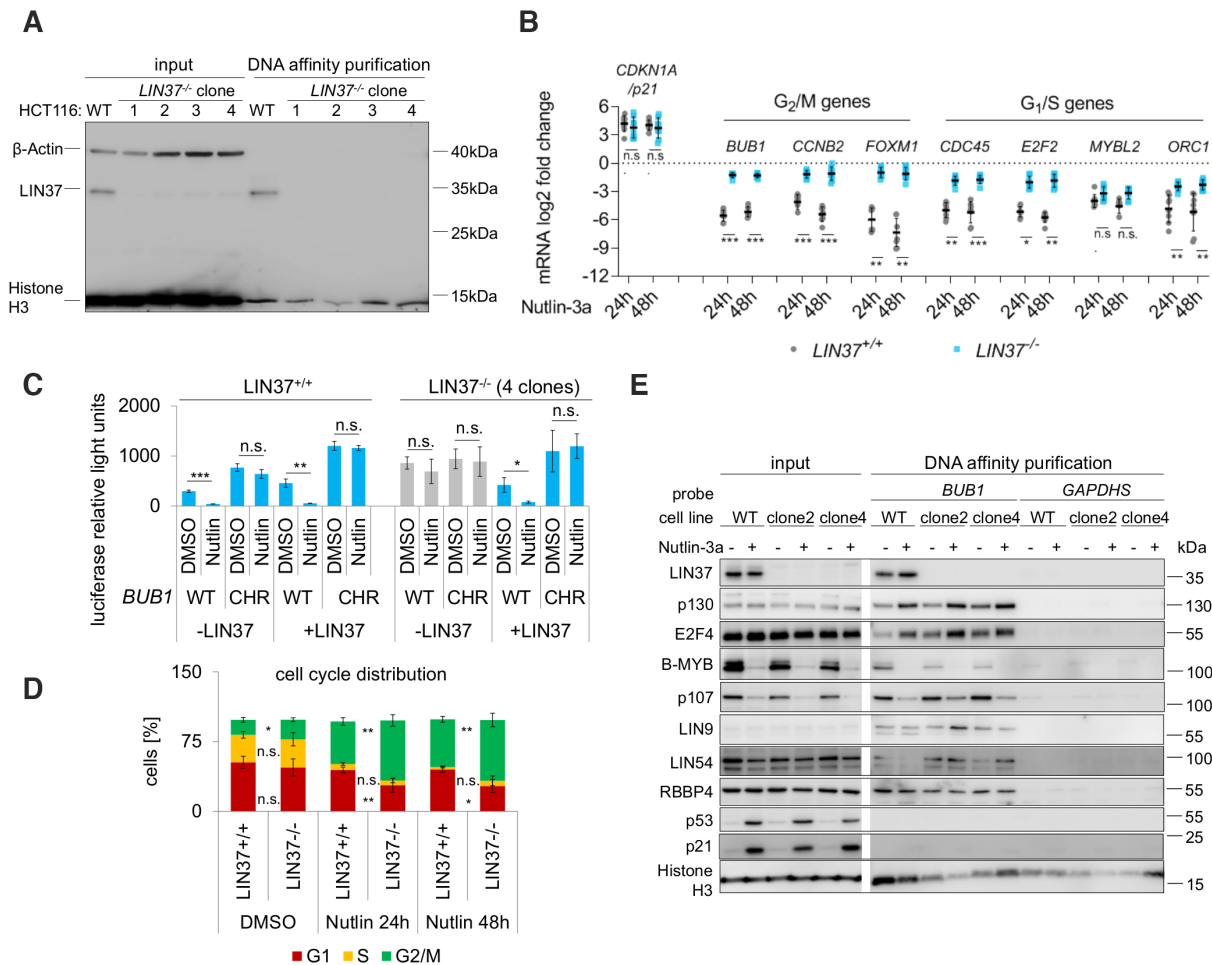 A
input DNA affinity purification
LIN37-/- clone LIN37-/- clone
HCT116: WT 1 2 3 4 WT 1 2 3 4
β-Actin
LIN37
Histone
H3
40kDa
35kDa
25kDa
15kDa
B
CDKN1A
/p21
G2/M genes G1/S genes
BUB1 CCNB2 FOXM1 CDC45 E2F2 MYBL2 ORC1
mRNA log2 fold change
6
3
0
-3
-6
-9
-12
n.s n.s
*** *** *** *** ** ** ** *** * ** n.s n.s. ** **
Nutlin-3a 24h 48h 24h 48h 24h 48h 24h 48h 24h 48h 24h 48h 24h 48h 24h 48h
LIN37+/+ LIN37-/-
C
LIN37+/+ LIN37-/- (4 clones)
luciferase relative light units
2000
1000
0
*** n.s. ** n.s. n.s. n.s. * n.s.
DMSO Nutlin DMSO Nutlin DMSO Nutlin DMSO Nutlin DMSO Nutlin DMSO Nutlin DMSO Nutlin DMSO Nutlin
BUB1 WT CHR WT CHR WT CHR WT CHR
-LIN37 +LIN37 -LIN37 +LIN37
D
cell cycle distribution
cells [%]
150
75
0
* ** **
n.s. n.s. n.s.
n.s. ** *
LIN37+/+ LIN37-/- LIN37+/+ LIN37-/- LIN37+/+ LIN37-/-
DMSO Nutlin 24h Nutlin 48h
G1 S G2/M
E
input DNA affinity purification
probe BUB1 GAPDHS
cell line WT clone2 clone4 WT clone2 clone4 WT clone2 clone4
Nutlin-3a - + - + - + - + - + - + - + - + - + kDa
LIN37 35
p130 130
E2F4 55
B-MYB 100
p107 100
LIN9 55
LIN54 100
RBBP4 55
p53 55
p21 25
Histone
H3 15